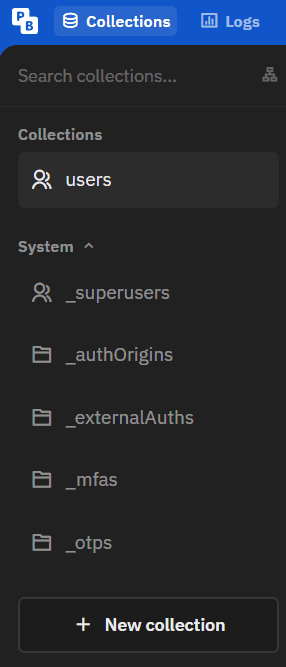 PB
Collections Logs
Search collections...
Collections
users
System
_superusers
_authOrigins
_externalAuths
_mfas
_otps
+ New collection